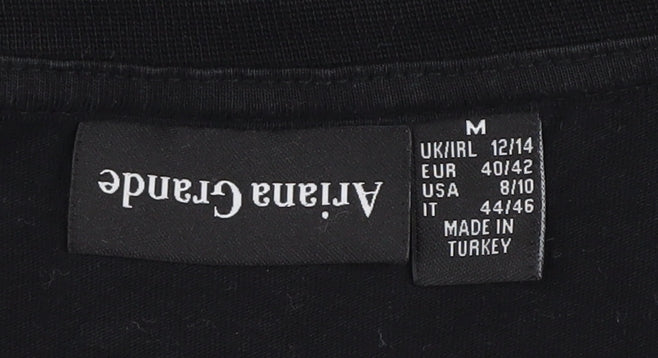 Ariana Grande
M
UK/IRL 12/14
EUR 40/42
USA 8/10
IT 44/46
MADE IN
TURKEY